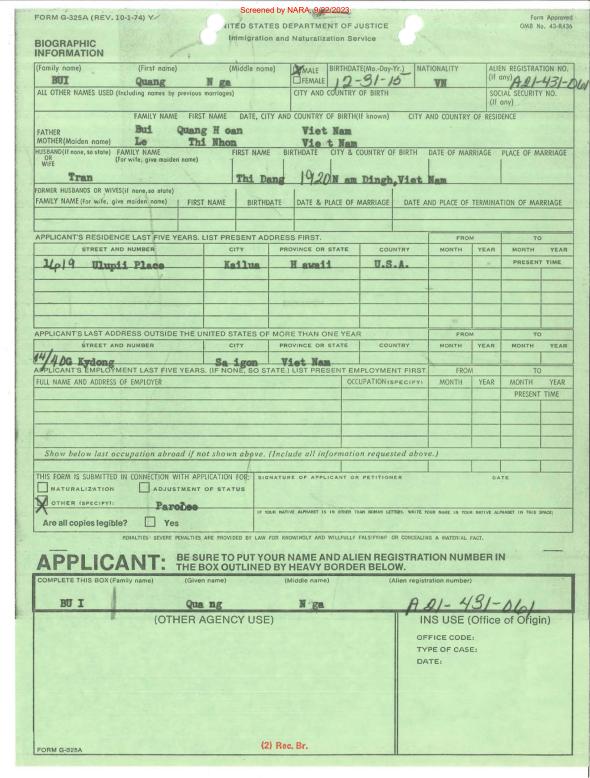 Screened by NARA, 9/22/2023
FORM G-325A (REV. 10-1-74) Y
UNITED STATES DEPARTMENT OF JUSTICE
Form Approved
OMB No. 43-R436
Immigration and Naturalization Service
BIOGRAPHIC
INFORMATION
(Family name) (First name) (Middle name) MALE BIRTHDATE(Mo.-Day-Yr.) NATIONALITY ALIEN REGISTRATION NO.
BUI Quang N ga FEMALE 12-31-15 VN (If any) A21-431-061
ALL OTHER NAMES USED (Including names by previous marriages) CITY AND COUNTRY OF BIRTH SOCIAL SECURITY NO.
(If any)
FAMILY NAME FIRST NAME DATE, CITY AND COUNTRY OF BIRTH(If known) CITY AND COUNTRY OF RESIDENCE
FATHER Bui Quang H oan Viet Nam
MOTHER(Maiden name) Le Thi Nhon Vie t Nam
HUSBAND(If none, so state) FAMILY NAME FIRST NAME BIRTHDATE CITY & COUNTRY OF BIRTH DATE OF MARRIAGE PLACE OF MARRIAGE
OR (For wife, give maiden name)
WIFE
Tran Thi Dang 1920 N am Dingh, Viet Nam
FORMER HUSBANDS OR WIVES(if none, so state)
FAMILY NAME (For wife, give maiden name) FIRST NAME BIRTHDATE DATE & PLACE OF MARRIAGE DATE AND PLACE OF TERMINATION OF MARRIAGE
APPLICANT'S RESIDENCE LAST FIVE YEARS. LIST PRESENT ADDRESS FIRST. FROM TO
STREET AND NUMBER CITY PROVINCE OR STATE COUNTRY MONTH YEAR MONTH YEAR
Ulupii Place Kailua H awaii U.S.A. PRESENT TIME
APPLICANT'S LAST ADDRESS OUTSIDE THE UNITED STATES OF MORE THAN ONE YEAR FROM TO
STREET AND NUMBER CITY PROVINCE OR STATE COUNTRY MONTH YEAR MONTH YEAR
Kydong Sa igon Viet Nam
APPLICANT'S EMPLOYMENT LAST FIVE YEARS. (IF NONE, SO STATE.) LIST PRESENT EMPLOYMENT FIRST FROM TO
FULL NAME AND ADDRESS OF EMPLOYER OCCUPATION(SPECIFY) MONTH YEAR MONTH YEAR
PRESENT TIME
Show below last occupation abroad if not shown above. (Include all information requested above.)
THIS FORM IS SUBMITTED IN CONNECTION WITH APPLICATION FOR: SIGNATURE OF APPLICANT OR PETITIONER DATE
NATURALIZATION ADJUSTMENT OF STATUS
OTHER (SPECIFY): Parolee
IF YOUR NATIVE ALPHABET IS IN OTHER THAN ROMAN LETTERS, WRITE YOUR NAME IN YOUR NATIVE ALPHABET IN THIS SPACE:
Are all copies legible? Yes
PENALTIES: SEVERE PENALTIES ARE PROVIDED BY LAW FOR KNOWINGLY AND WILLFULLY FALSIFYING OR CONCEALING A MATERIAL FACT.
APPLICANT: BE SURE TO PUT YOUR NAME AND ALIEN REGISTRATION NUMBER IN
THE BOX OUTLINED BY HEAVY BORDER BELOW.
COMPLETE THIS BOX (Family name) (Given name) (Middle name) (Alien registration number)
BU I Qua ng N ga A 21-431-061
(OTHER AGENCY USE) INS USE (Office of Origin)
OFFICE CODE:
TYPE OF CASE:
DATE:
FORM G-325A
(2) Rec. Br.